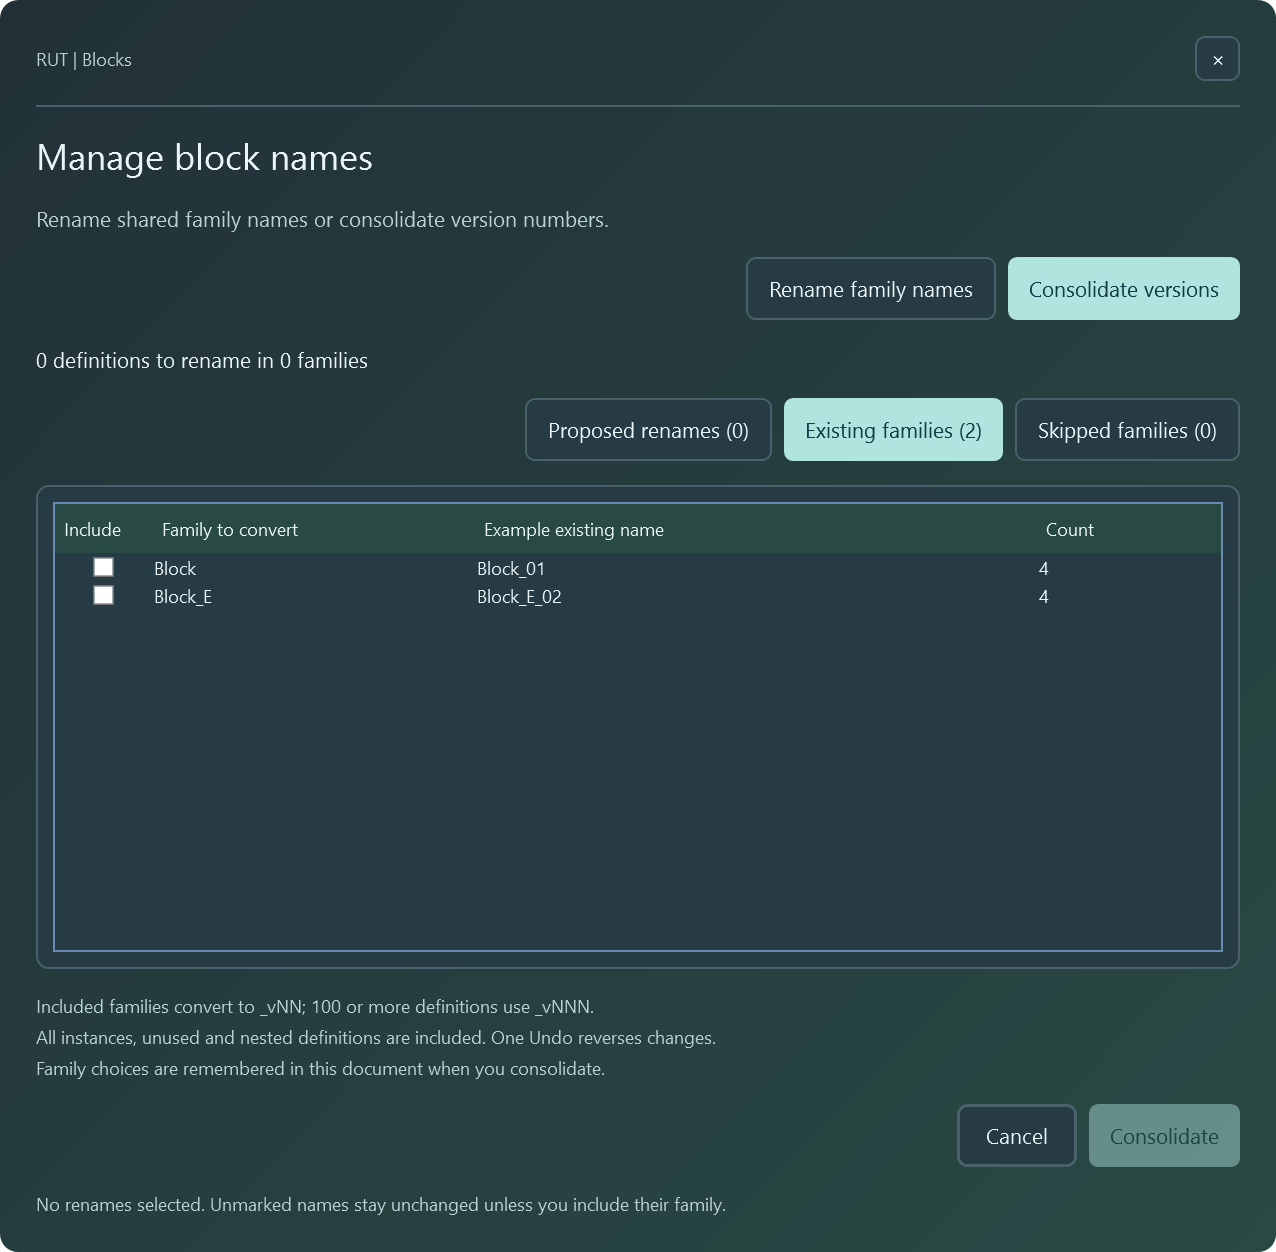 RUT | Blocks
×
Manage block names
Rename shared family names or consolidate version numbers.
Rename family names
Consolidate versions
0 definitions to rename in 0 families
Proposed renames (0)
Existing families (2)
Skipped families (0)
Include Family to convert Example existing name Count
Block Block_01 4
Block_E Block_E_02 4
Included families convert to _vNN; 100 or more definitions use _vNNN.
All instances, unused and nested definitions are included. One Undo reverses changes.
Family choices are remembered in this document when you consolidate.
Cancel
Consolidate
No renames selected. Unmarked names stay unchanged unless you include their family.